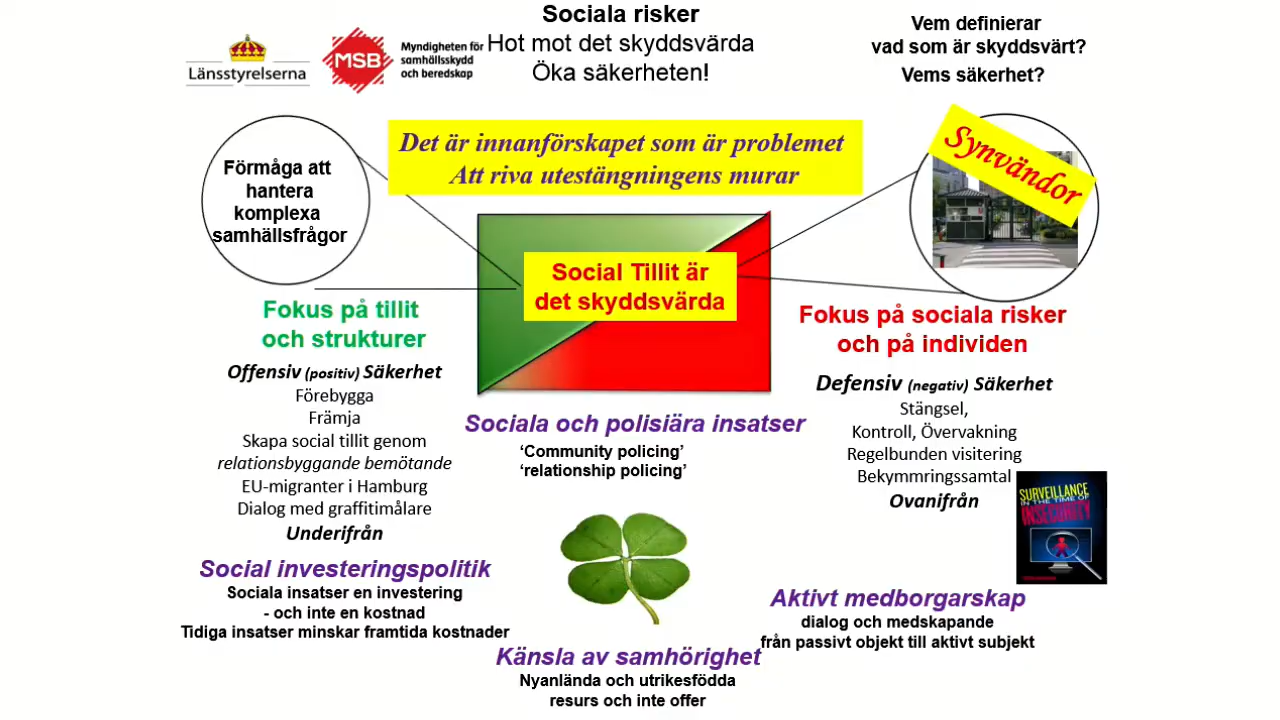 Sociala risker
Hot mot det skyddsvärda
Öka säkerheten!
Vem definierar
vad som är skyddsvärt?
Vems säkerhet?
Länsstyrelserna
MSB
Myndigheten för
samhällsskydd
och beredskap
Det är innanförskapet som är problemet
Att riva utestängningens murar
Synvändor
Förmåga att
hantera
komplexa
samhällsfrågor
Social Tillit är
det skyddsvärda
Fokus på tillit
och strukturer
Offensiv (positiv) Säkerhet
Förebygga
Främja
Skapa social tillit genom
relationsbyggande bemötande
EU-migranter i Hamburg
Dialog med graffitimålare
Underifrån
Fokus på sociala risker
och på individen
Defensiv (negativ) Säkerhet
Stängsel,
Kontroll, Övervakning
Regelbunden visitering
Bekymmringssamtal
Ovanifrån
SURVEILLANCE
IN THE TIME OF
INSECURITY
Sociala och polisiära insatser
‘Community policing’
‘relationship policing’
Social investeringspolitik
Sociala insatser en investering
- och inte en kostnad
Tidiga insatser minskar framtida kostnader
Aktivt medborgarskap
dialog och medskapande
från passivt objekt till aktivt subjekt
Känsla av samhörighet
Nyanlända och utrikesfödda
resurs och inte offer